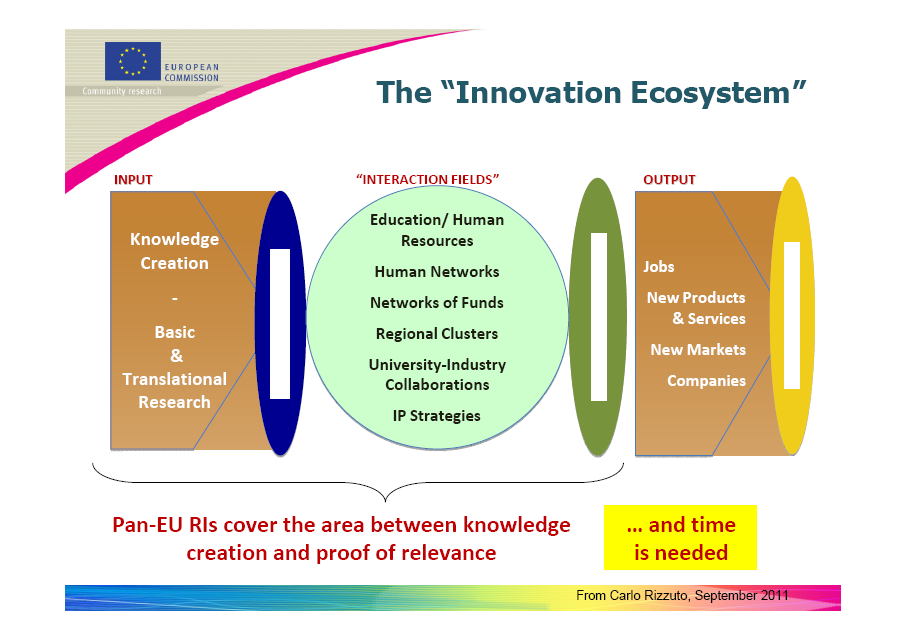 EUROPEAN
COMMISSION
Community research
The “Innovation Ecosystem”
INPUT
Knowledge
Creation
-
Basic
&
Translational
Research
“INTERACTION FIELDS”
Education/ Human
Resources
Human Networks
Networks of Funds
Regional Clusters
University-Industry
Collaborations
IP Strategies
OUTPUT
Jobs
New Products
& Services
New Markets
Companies
Pan-EU RIs cover the area between knowledge
creation and proof of relevance
... and time
is needed
From Carlo Rizzuto, September 2011